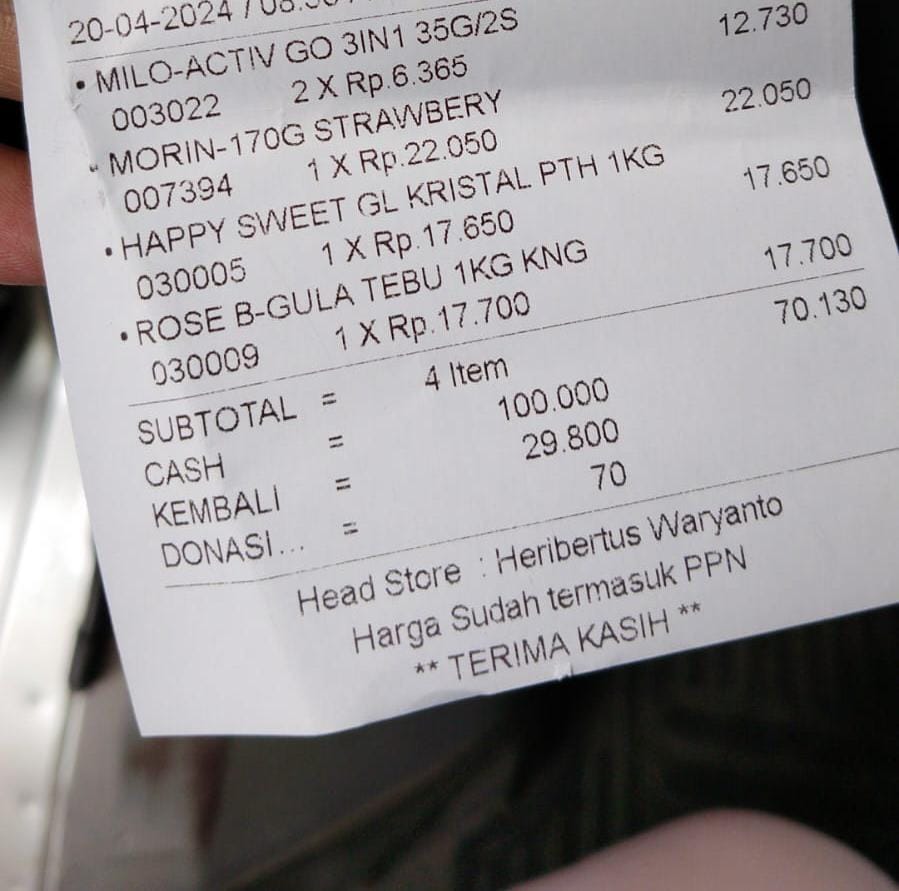 20-04-2024 / 08.30
• MILO-ACTIV GO 3IN1 35G/2S
003022 2 X Rp.6.365 12.730
- MORIN-170G STRAWBERY
007394 1 X Rp.22.050 22.050
• HAPPY SWEET GL KRISTAL PTH 1KG
030005 1 X Rp.17.650 17.650
• ROSE B-GULA TEBU 1KG KNG
030009 1 X Rp.17.700 17.700
SUBTOTAL = 4 Item 70.130
CASH = 100.000
KEMBALI = 29.800
DONASI... = 70
Head Store : Heribertus Waryanto
Harga Sudah termasuk PPN
** TERIMA KASIH **